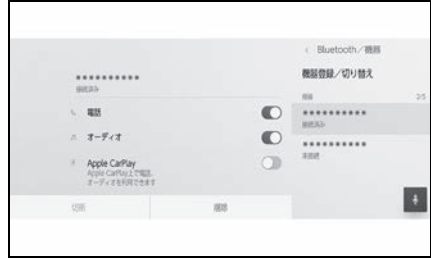 ＊＊＊＊＊＊＊＊＊＊
接続済み
電話
オーディオ
Apple CarPlay
Apple CarPlay上で電話、
オーディオを利用できます
切断
削除
＜ Bluetooth／機器
機器登録／切り替え
機器 2/5
＊＊＊＊＊＊＊＊＊＊
接続済み
＊＊＊＊＊＊＊＊＊＊
未接続